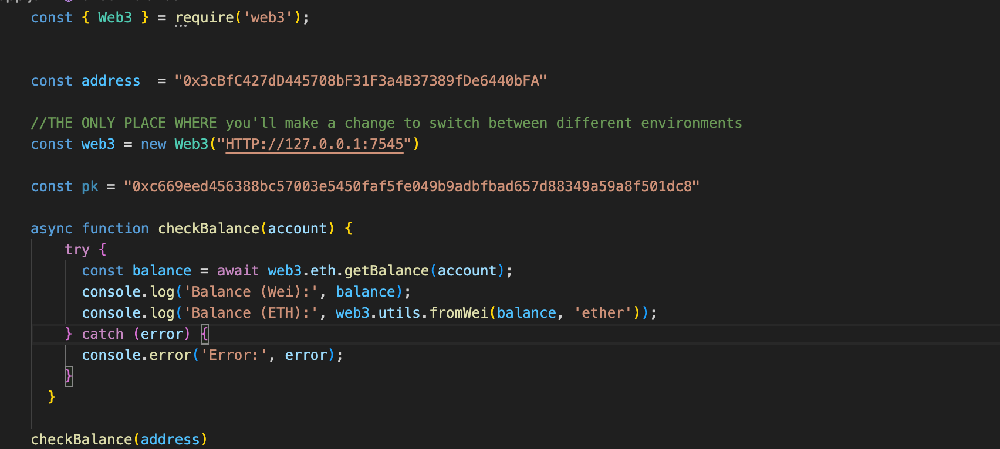 const { Web3 } = require('web3');
const address  = "0x3cBfC427dD445708bF31F3a4B37389fDe6440bFA"
//THE ONLY PLACE WHERE you'll make a change to switch between different environments
const web3 = new Web3("HTTP://127.0.0.1:7545")
const pk = "0xc669eed456388bc57003e5450faf5fe049b9adbfbad657d88349a59a8f501dc8"
async function checkBalance(account) {
    try {
      const balance = await web3.eth.getBalance(account);
      console.log('Balance (Wei):', balance);
      console.log('Balance (ETH):', web3.utils.fromWei(balance, 'ether'));
    } catch (error) {
      console.error('Error:', error);
    }
  }
checkBalance(address)